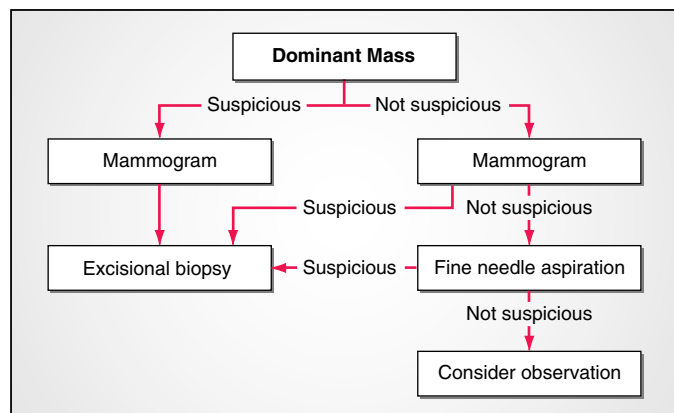 Dominant Mass
Suspicious Not suspicious
Mammogram Mammogram
Suspicious Not suspicious
Excisional biopsy Suspicious Fine needle aspiration
Not suspicious
Consider observation